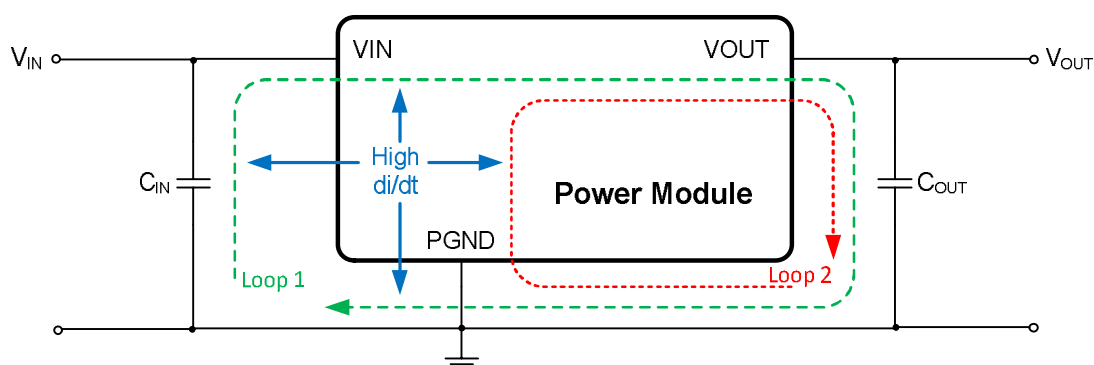 VIN
VIN
VOUT
VOUT
High
di/dt
CIN
Power Module
COUT
PGND
Loop 1
Loop 2